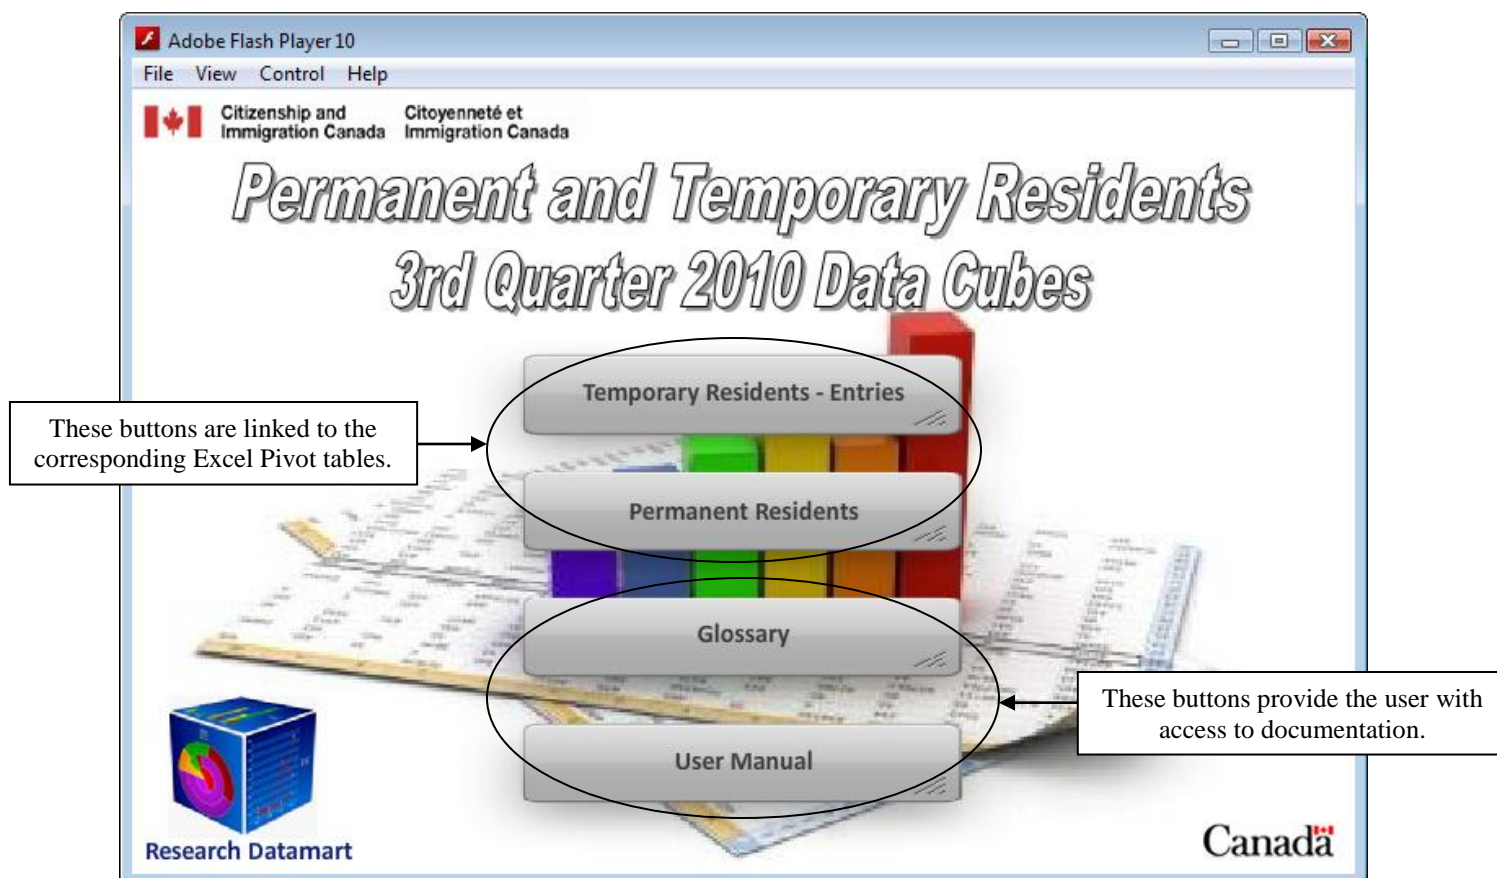 Adobe Flash Player 10
File View Control Help
Citizenship and Immigration Canada
Citoyenneté et Immigration Canada
Permanent and Temporary Residents
3rd Quarter 2010 Data Cubes
Temporary Residents - Entries
These buttons are linked to the
corresponding Excel Pivot tables.
Permanent Residents
Glossary
These buttons provide the user with
access to documentation.
User Manual
Research Datamart
Canada